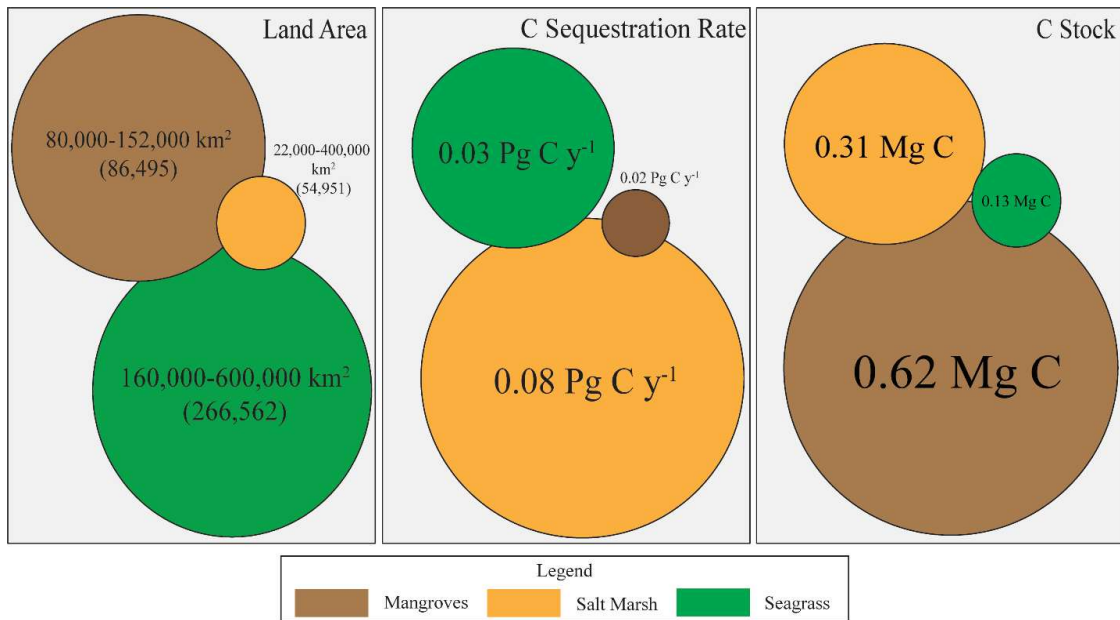 Land Area
80,000-152,000 km²
(86,495)
22,000-400,000
km²
(54,951)
160,000-600,000 km²
(266,562)
C Sequestration Rate
0.03 Pg C y⁻¹
0.02 Pg C y⁻¹
0.08 Pg C y⁻¹
C Stock
0.31 Mg C
0.13 Mg C
0.62 Mg C
Legend
Mangroves
Salt Marsh
Seagrass